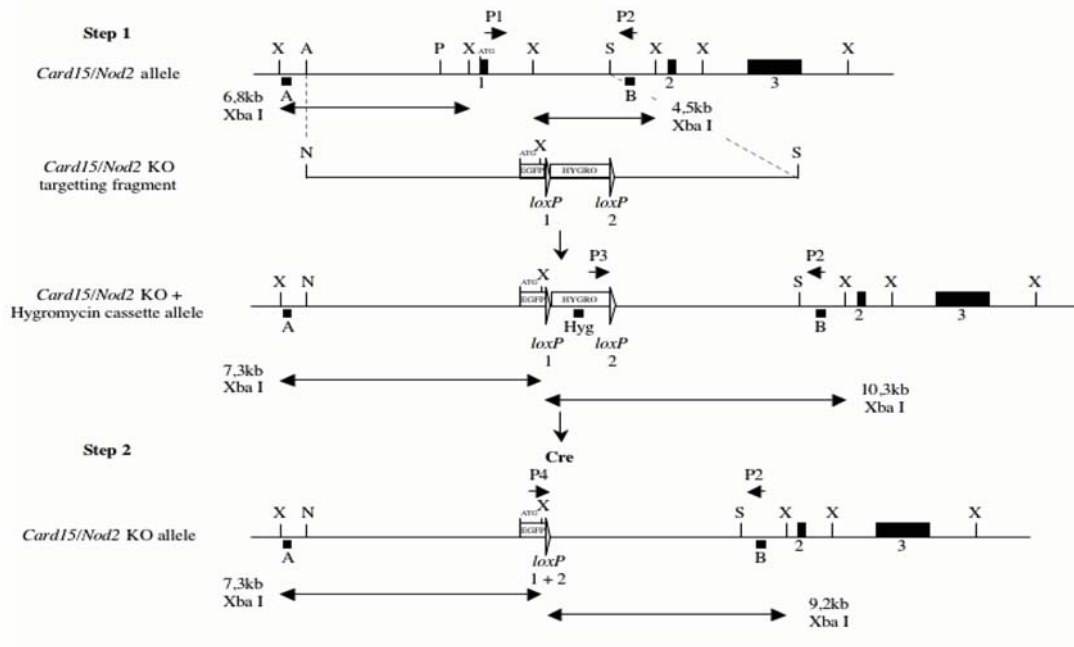 P1 P2
Step 1
X A P X ATG X S X X X
Card15/Nod2 allele
1 2 3
A B
6,8kb
Xba I
4,5kb
Xba I
N ATG X S
Card15/Nod2 KO
targetting fragment
EGFP HYGRO
loxP loxP
1 2
P3 P2
X N ATG X S X X X
Card15/Nod2 KO +
Hygromycin cassette allele
EGFP HYGRO
A Hyg B 2 3
loxP loxP
1 2
7,3kb
Xba I
10,3kb
Xba I
Step 2
Cre
P4 P2
X N ATG X S X X X
Card15/Nod2 KO allele
EGFP
A B 2 3
loxP
1 + 2
7,3kb
Xba I
9,2kb
Xba I